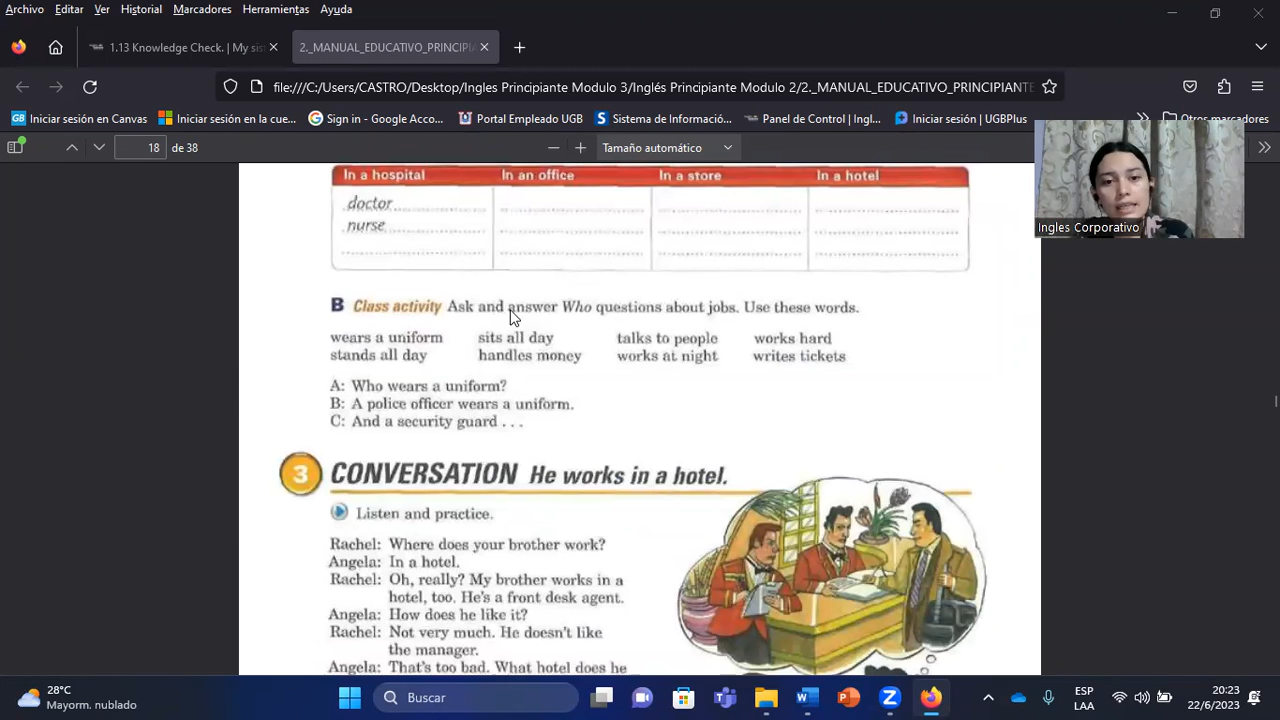 Archivo Editar Ver Historial Marcadores Herramientas Ayuda
1.13 Knowledge Check. | My sis
2._MANUAL_EDUCATIVO_PRINCIPI
file:///C:/Users/CASTRO/Desktop/Ingles Principiante Modulo 3/Inglés Principiante Modulo 2/2._MANUAL_EDUCATIVO_PRINCIPIANTE
GB Iniciar sesión en Canvas
Iniciar sesión en la cue...
Sign in - Google Acco...
Portal Empleado UGB
S Sistema de Informació...
Panel de Control | Ingl...
Iniciar sesión | UGBPlus
Otros marcadores
18 de 38
Tamaño automático
In a hospital In an office In a store In a hotel
doctor
nurse
Ingles Corporativo
B Class activity Ask and answer Who questions about jobs. Use these words.
wears a uniform sits all day talks to people works hard
stands all day handles money works at night writes tickets
A: Who wears a uniform?
B: A police officer wears a uniform.
C: And a security guard . . .
3 CONVERSATION He works in a hotel.
Listen and practice.
Rachel: Where does your brother work?
Angela: In a hotel.
Rachel: Oh, really? My brother works in a
hotel, too. He's a front desk agent.
Angela: How does he like it?
Rachel: Not very much. He doesn't like
the manager.
Angela: That's too bad. What hotel does he
28°C
Mayorm. nublado
Buscar
ESP
LAA
20:23
22/6/2023